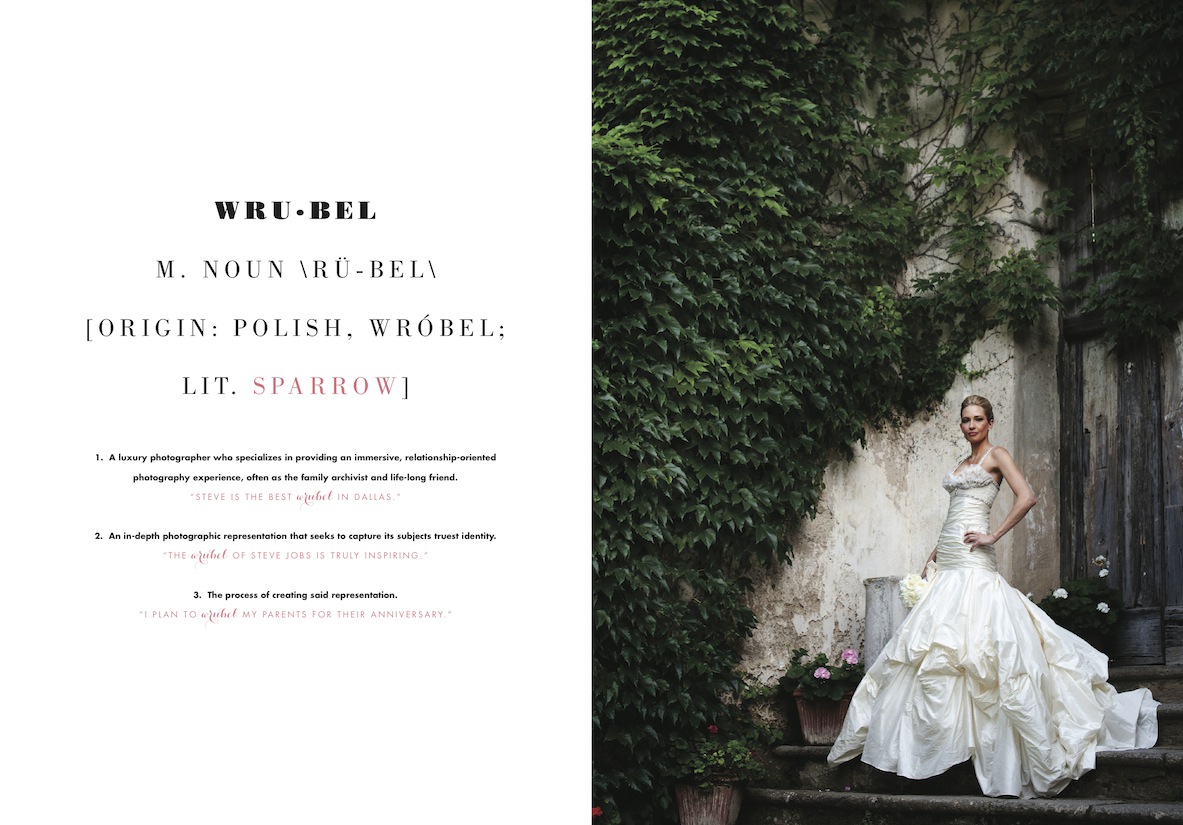 WRU•BEL
M. NOUN \RÜ-BEL\
[ORIGIN: POLISH, WRÓBEL;
LIT. SPARROW]
1. A luxury photographer who specializes in providing an immersive, relationship-oriented
photography experience, often as the family archivist and life-long friend.
"STEVE IS THE BEST wrubel IN DALLAS."
2. An in-depth photographic representation that seeks to capture its subjects truest identity.
"THE wrubel OF STEVE JOBS IS TRULY INSPIRING."
3. The process of creating said representation.
"I PLAN TO wrubel MY PARENTS FOR THEIR ANNIVERSARY."